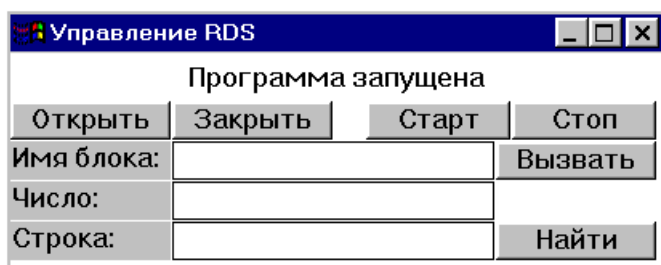 Управление RDS
Программа запущена
Открыть Закрыть Старт Стоп
Имя блока: Вызвать
Число:
Строка: Найти